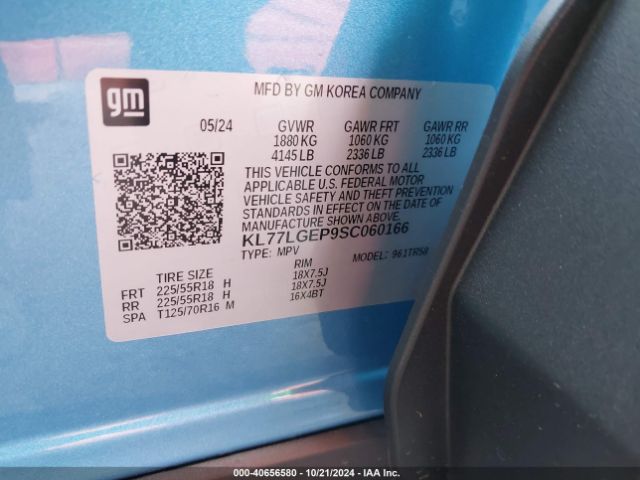 gm
MFD BY GM KOREA COMPANY
05/24 GVWR GAWR FRT GAWR RR
1880 KG 1060 KG 1060 KG
4145 LB 2336 LB 2336 LB
THIS VEHICLE CONFORMS TO ALL
APPLICABLE U.S. FEDERAL MOTOR
VEHICLE SAFETY AND THEFT PREVENTION
STANDARDS IN EFFECT ON THE DATE OF
MANUFACTURE SHOWN ABOVE.
KL77LGEP9SC060166
TYPE: MPV MODEL: 961TR58
TIRE SIZE RIM
FRT 225/55R18 H 18X7.5J
RR 225/55R18 H 18X7.5J
SPA T125/70R16 M 16X4BT
000-40656580 - 10/21/2024 - IAA Inc.